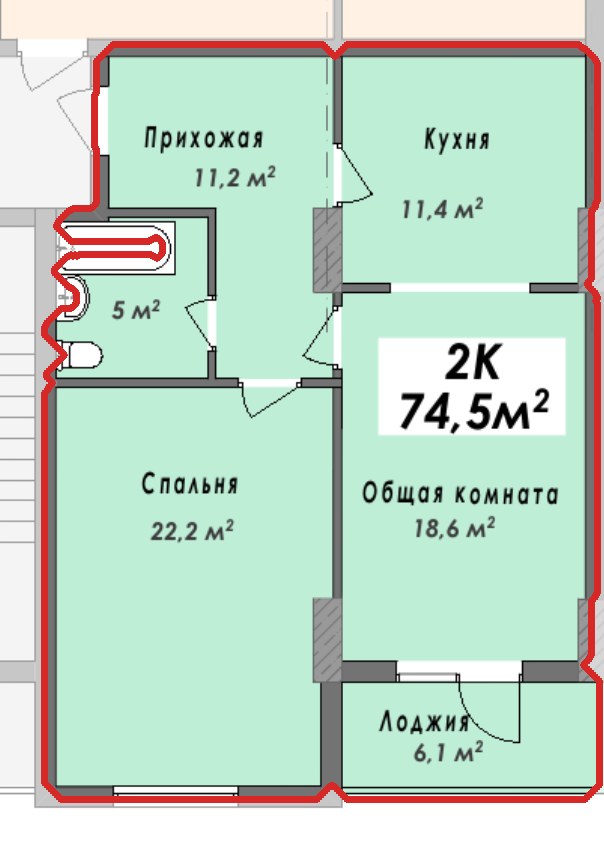 Прихожая
11,2 м²
Кухня
11,4 м²
5 м²
2К
74,5м²
Спальня
22,2 м²
Общая комната
18,6 м²
Лоджия
6,1 м²